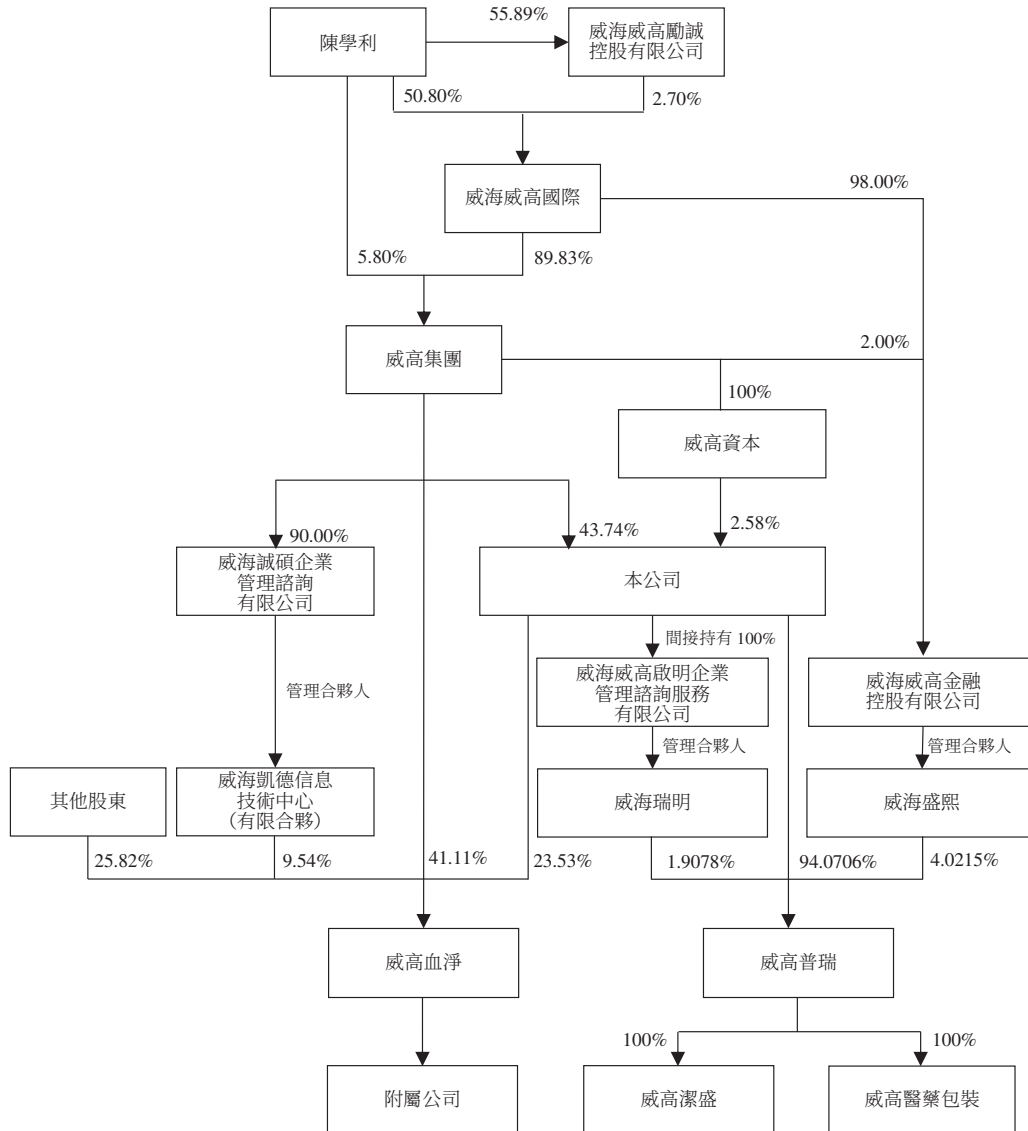 55.89%
陳學利
威海威高勵誠
控股有限公司
50.80%
2.70%
威海威高國際
98.00%
5.80%
89.83%
威高集團
2.00%
100%
威高資本
90.00%
43.74%
2.58%
威海誠碩企業
管理諮詢
有限公司
本公司
間接持有 100%
管理合夥人
威海威高啟明企業
管理諮詢服務
有限公司
威海威高金融
控股有限公司
管理合夥人
管理合夥人
其他股東
威海凱德信息
技術中心
（有限合夥）
威海瑞明
威海盛熙
25.82%
9.54%
41.11%
23.53%
1.9078%
94.0706%
4.0215%
威高血淨
威高普瑞
100%
100%
附屬公司
威高潔盛
威高醫藥包裝